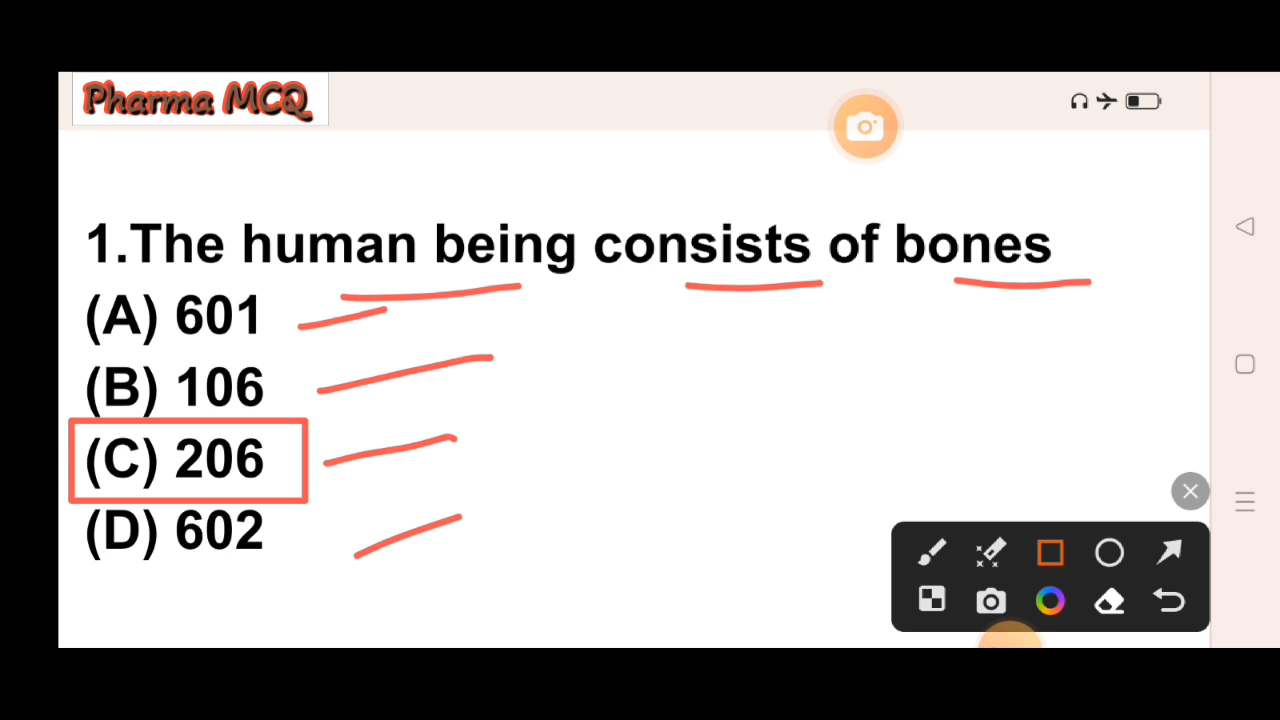 Pharma MCQ
1.The human being consists of bones
(A) 601
(B) 106
(C) 206
(D) 602